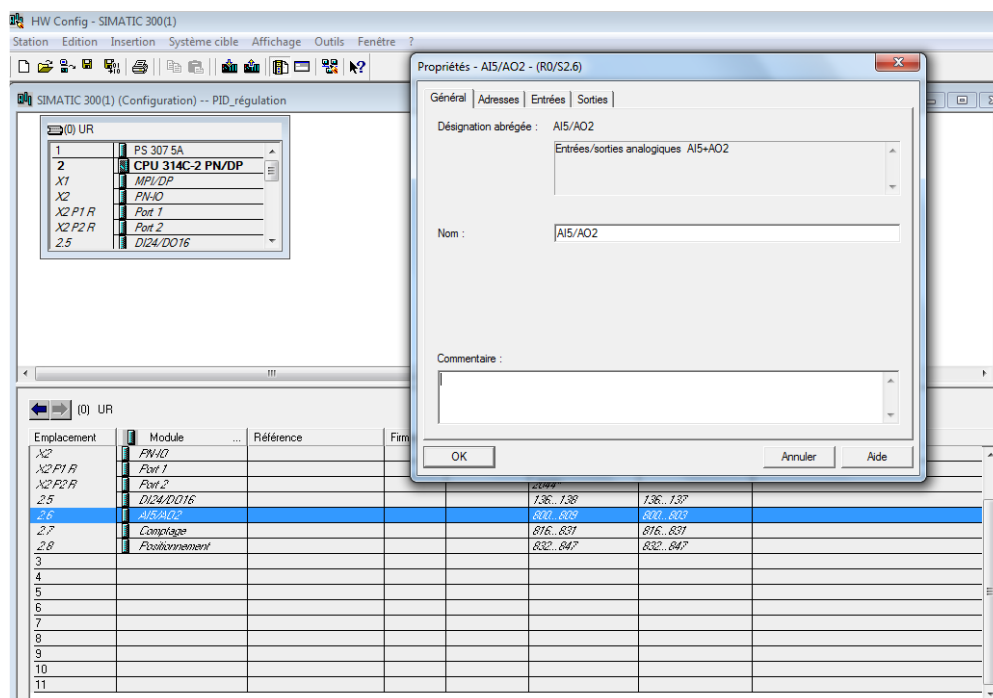 HW Config - SIMATIC 300(1)
Station Edition Insertion Système cible Affichage Outils Fenêtre ?
SIMATIC 300(1) (Configuration) -- PID_régulation
(0) UR
1 PS 307 5A
2 CPU 314C-2 PN/DP
X1 MPI/DP
X2 PN-IO
X2 P1 R Port 1
X2 P2 R Port 2
2.5 DI24/DO16
Propriétés - AI5/AO2 - (R0/S2.6)
Général Adresses Entrées Sorties
Désignation abrégée : AI5/AO2
Entrées/sorties analogiques AI5+AO2
Nom : AI5/AO2
Commentaire :
OK Annuler Aide
(0) UR
Emplacement Module ... Référence Firm
X2 PN-IO
X2 P1 R Port 1
X2 P2 R Port 2 2044*
2.5 DI24/DO16 136...138 136...137
2.6 AI5/AO2 800...809 800...803
2.7 Comptage 816...831 816...831
2.8 Positionnement 832...847 832...847
3
4
5
6
7
8
9
10
11